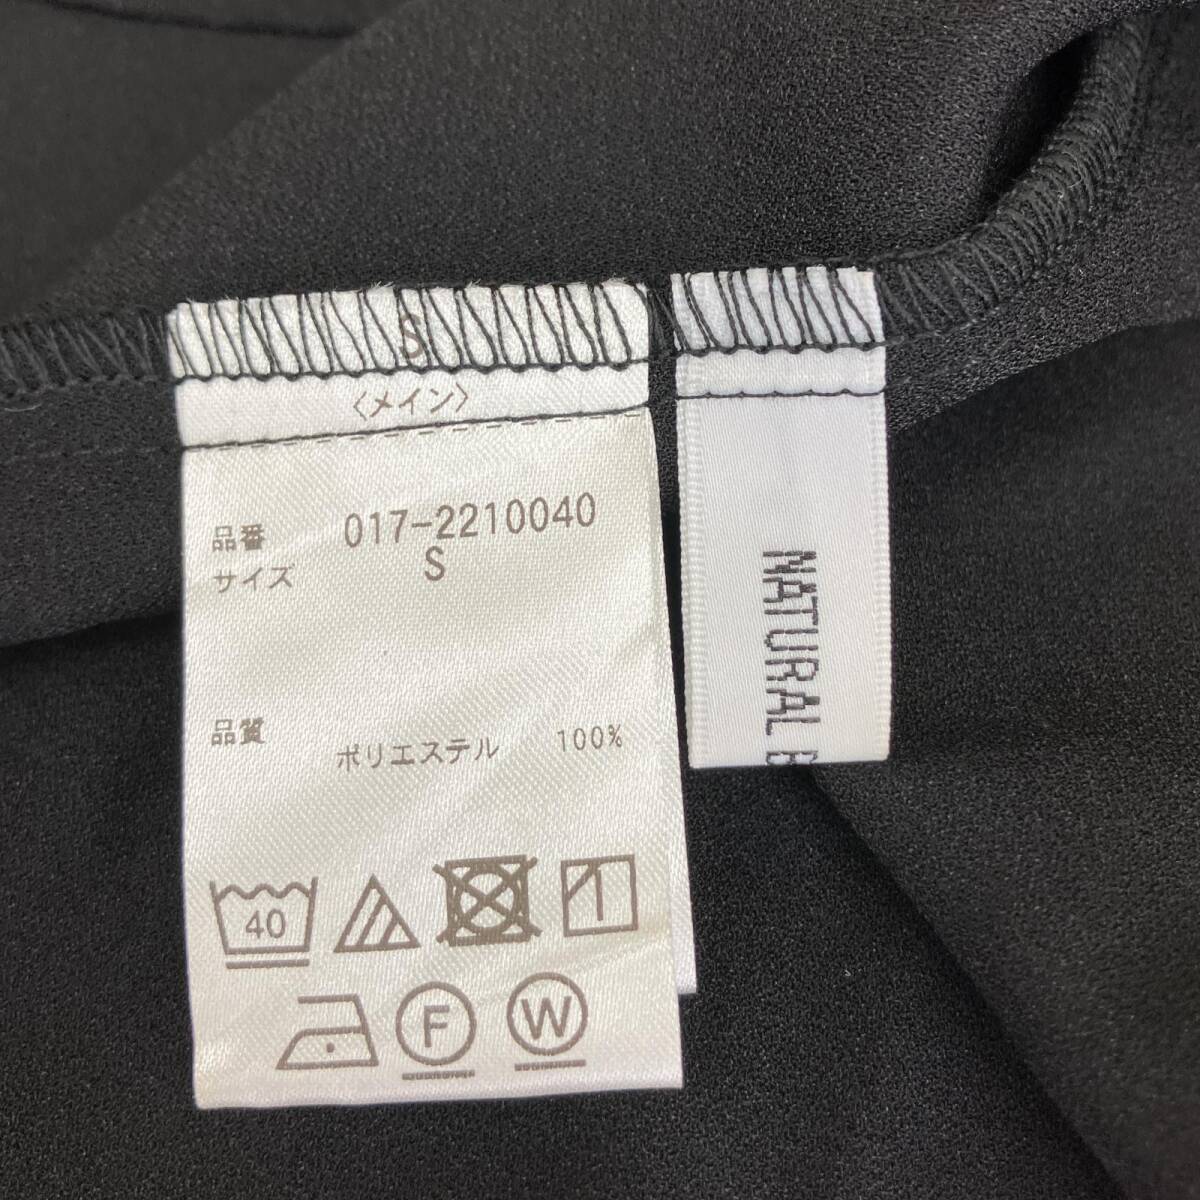 S
〈メイン〉
品番 017-2210040
サイズ S
品質
ポリエステル 100%
40
F W
NATURAL